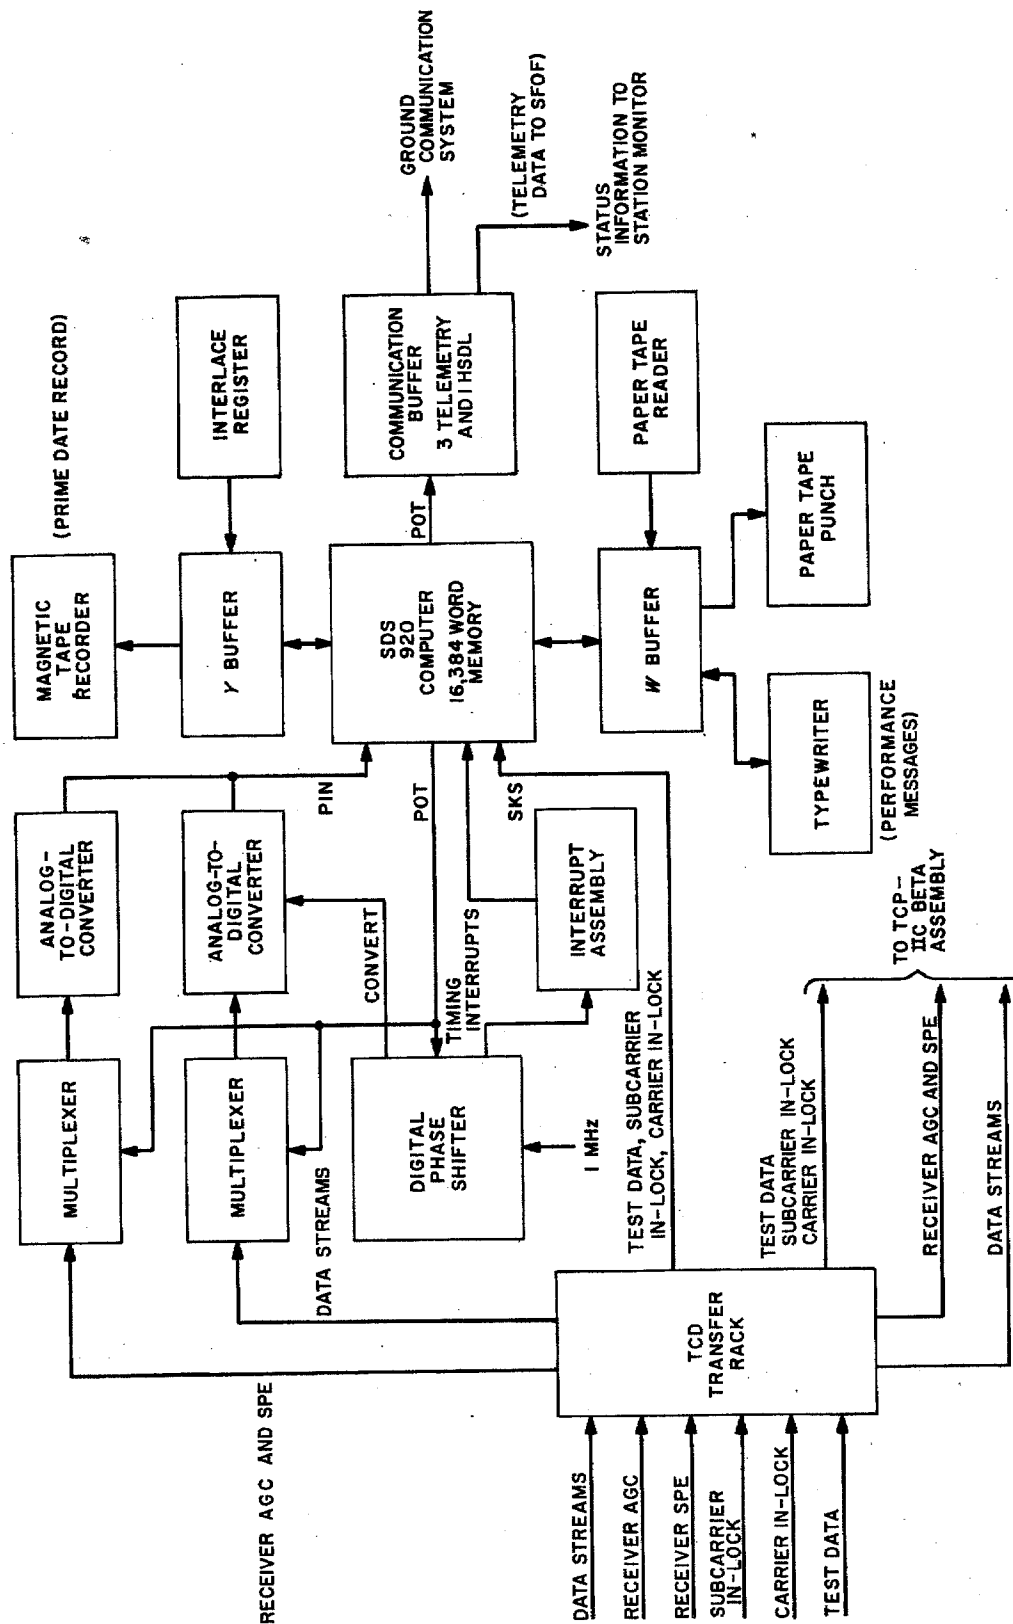 RECEIVER AGC AND SPE
MULTIPLEXER
ANALOG-
TO-DIGITAL
CONVERTER
MAGNETIC
TAPE
RECORDER
(PRIME DATE RECORD)
DATA STREAMS
MULTIPLEXER
ANALOG-TO-
DIGITAL
CONVERTER
Y BUFFER
INTERLACE
REGISTER
PIN
CONVERT
1 MHz
DIGITAL
PHASE
SHIFTER
TIMING
INTERRUPTS
POT
SDS
920
COMPUTER
16,384 WORD
MEMORY
POT
COMMUNICATION
BUFFER
3 TELEMETRY
AND 1 HSDL
GROUND
COMMUNICATION
SYSTEM
(TELEMETRY
DATA TO SFOF)
STATUS
INFORMATION TO
STATION MONITOR
SKS
INTERRUPT
ASSEMBLY
TEST DATA, SUBCARRIER
IN-LOCK, CARRIER IN-LOCK
W BUFFER
PAPER TAPE
READER
DATA STREAMS
RECEIVER AGC
RECEIVER SPE
SUBCARRIER
IN-LOCK
CARRIER IN-LOCK
TEST DATA
TCD
TRANSFER
RACK
TEST DATA
SUBCARRIER IN-LOCK
CARRIER IN-LOCK
RECEIVER AGC AND SPE
DATA STREAMS
TO TCP-
IIC BETA
ASSEMBLY
TYPEWRITER
(PERFORMANCE
MESSAGES)
PAPER TAPE
PUNCH